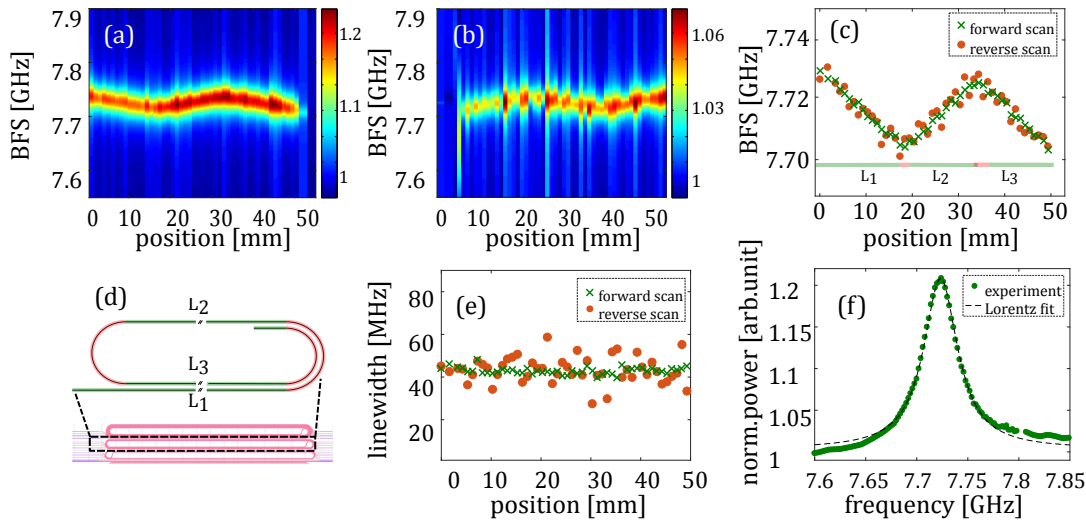 (a)
BFS [GHz]
7.9
7.8
7.7
7.6
0 10 20 30 40 50
position [mm]
1.2
1.1
1
(b)
BFS [GHz]
7.9
7.8
7.7
7.6
0 10 20 30 40 50
position [mm]
1.06
1.03
1
(c)
BFS [GHz]
7.74
7.72
7.70
forward scan
reverse scan
L1 L2 L3
0 20 40 60
position [mm]
(d)
L2
L3
L1
(e)
linewidth [MHz]
80
60
40
20
forward scan
reverse scan
0 10 20 30 40 50
position [mm]
(f)
norm.power [arb.unit]
1.2
1.15
1.1
1.05
1
experiment
Lorentz fit
7.6 7.65 7.7 7.75 7.8 7.85
frequency [GHz]